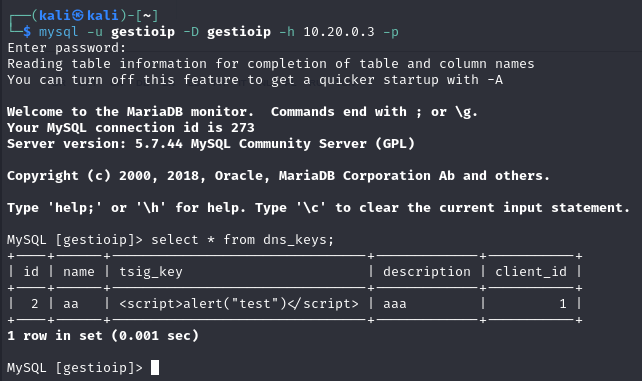 ┌──(kali㉿kali)-[~]
└─$ mysql -u gestioip -D gestioip -h 10.20.0.3 -p
Enter password:
Reading table information for completion of table and column names
You can turn off this feature to get a quicker startup with -A
Welcome to the MariaDB monitor.  Commands end with ; or \g.
Your MySQL connection id is 273
Server version: 5.7.44 MySQL Community Server (GPL)
Copyright (c) 2000, 2018, Oracle, MariaDB Corporation Ab and others.
Type 'help;' or '\h' for help. Type '\c' to clear the current input statement.
MySQL [gestioip]> select * from dns_keys;
+----+------+-------------------------------+-------------+-----------+
| id | name | tsig_key                      | description | client_id |
+----+------+-------------------------------+-------------+-----------+
|  2 | aa   | <script>alert("test")</script> | aaa         |         1 |
+----+------+-------------------------------+-------------+-----------+
1 row in set (0.001 sec)
MySQL [gestioip]>